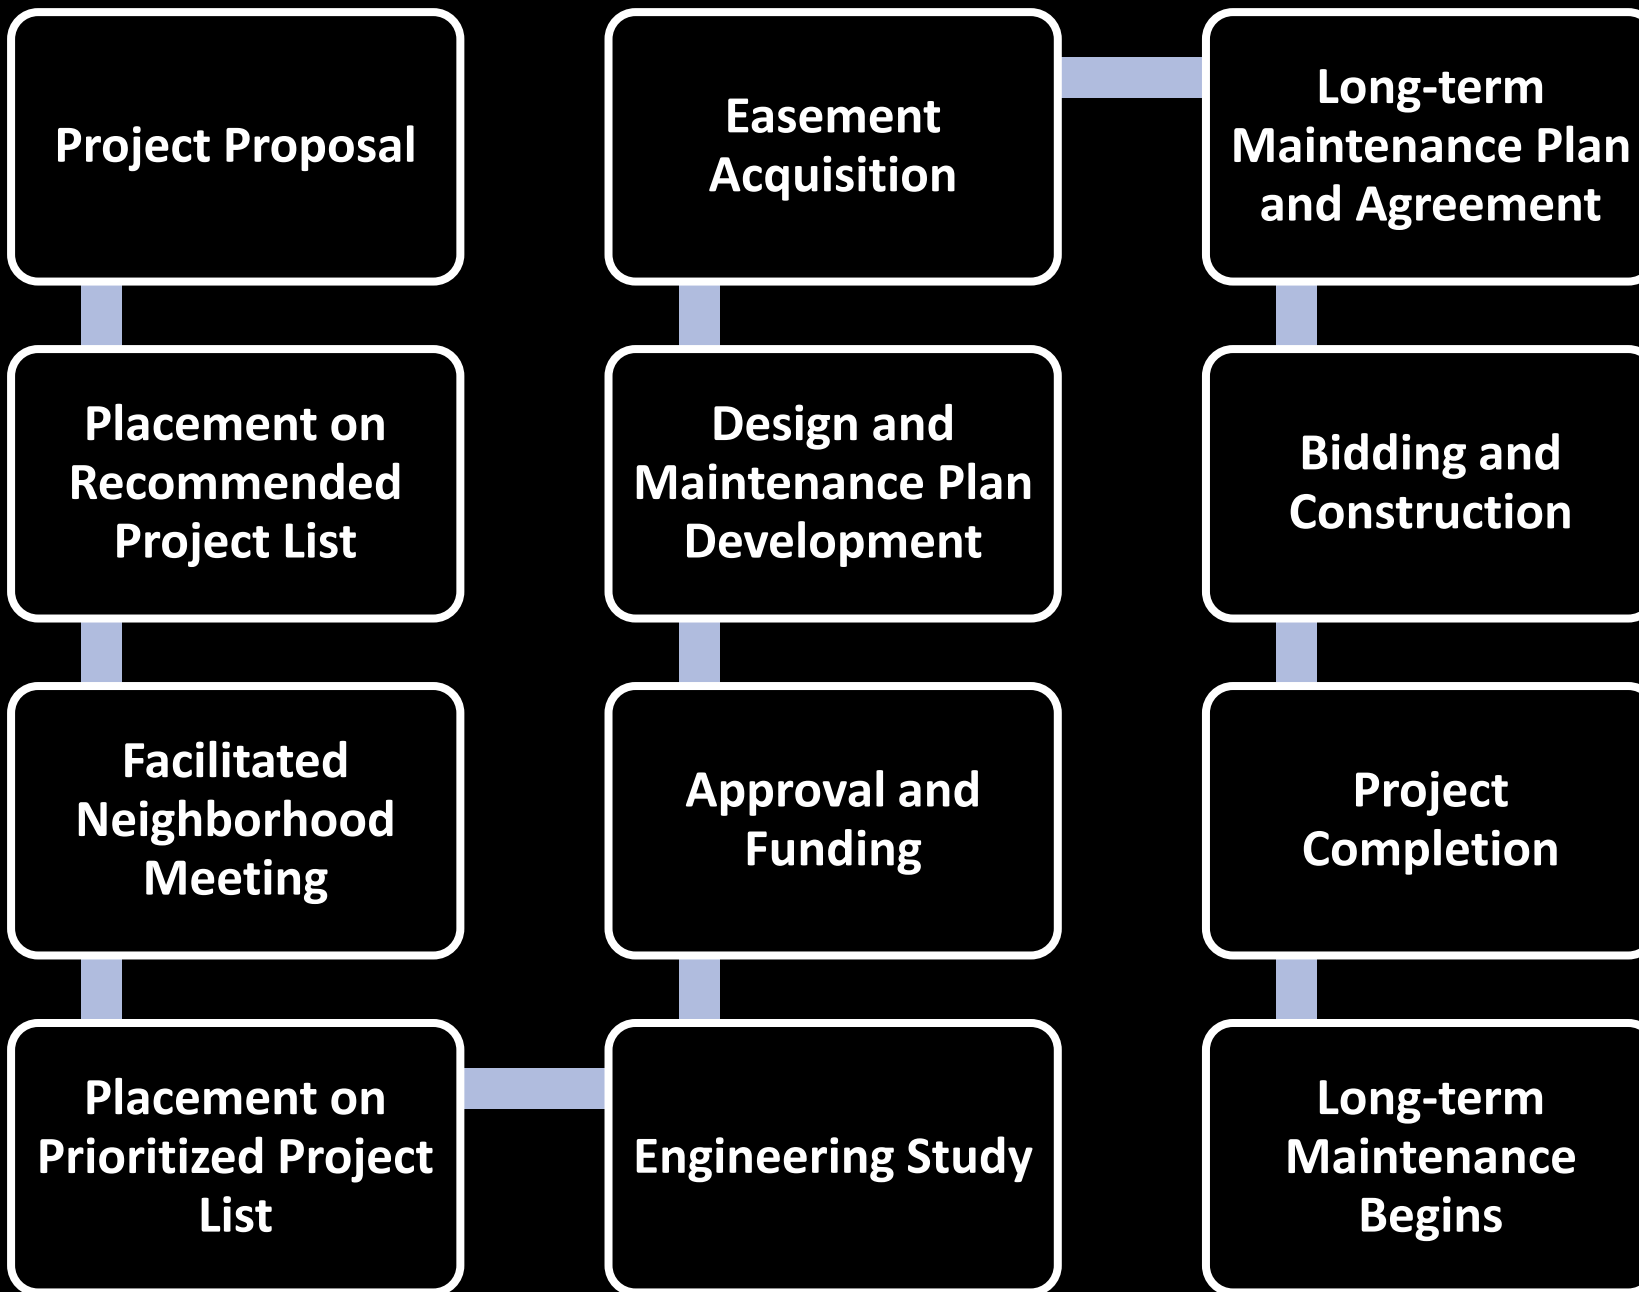 Project Proposal
Placement on
Recommended
Project List
Facilitated
Neighborhood
Meeting
Placement on
Prioritized Project
List
Engineering Study
Approval and
Funding
Design and
Maintenance Plan
Development
Easement
Acquisition
Long-term
Maintenance Plan
and Agreement
Bidding and
Construction
Project
Completion
Long-term
Maintenance
Begins